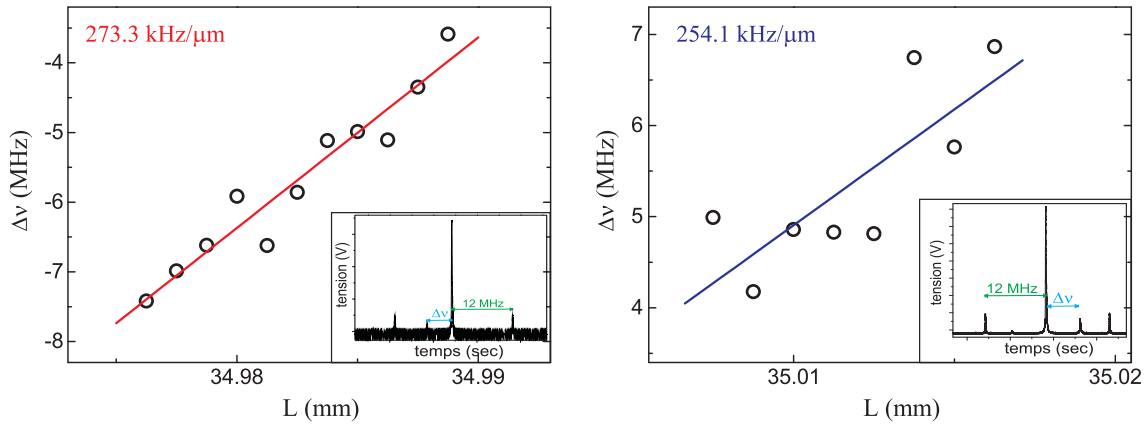 273.3 kHz/μm
-4
-5
-6
-7
-8
Δν (MHz)
34.98
34.99
L (mm)
tension (V)
12 MHz
Δν
temps (sec)
254.1 kHz/μm
7
6
5
4
Δν (MHz)
35.01
35.02
L (mm)
tension (V)
12 MHz
Δν
temps (sec)